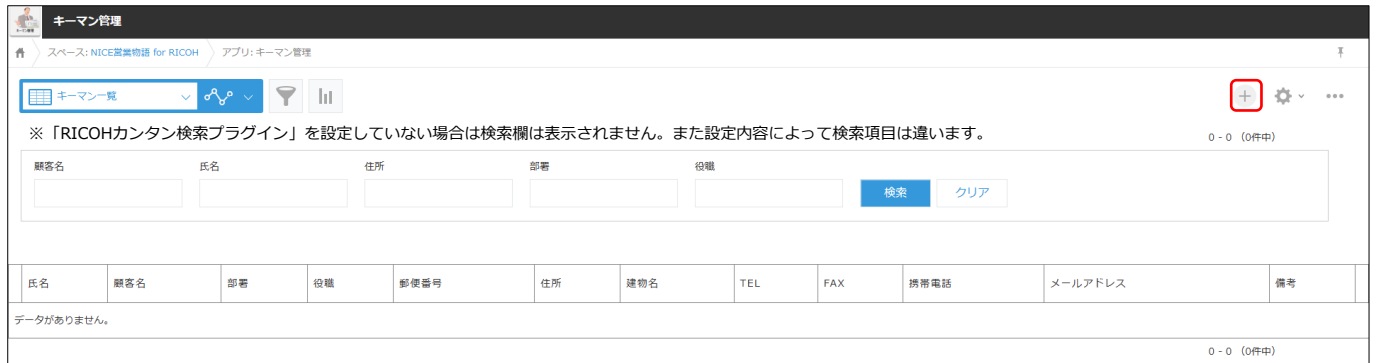 キーマン管理
スペース: NICE営業物語 for RICOH アプリ: キーマン管理
キーマン一覧
※「RICOHカンタン検索プラグイン」を設定していない場合は検索欄は表示されません。また設定内容によって検索項目は違います。
0 - 0 (0件中)
顧客名 氏名 住所 部署 役職
検索 クリア
氏名 顧客名 部署 役職 郵便番号 住所 建物名 TEL FAX 携帯電話 メールアドレス 備考
データがありません。
0 - 0 (0件中)